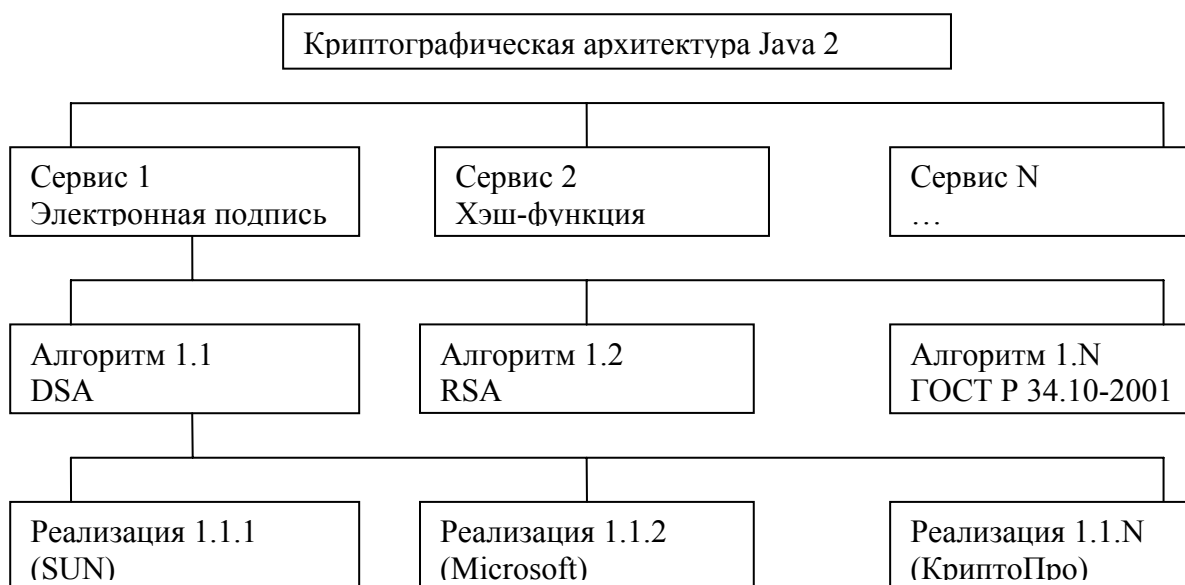 Криптографическая архитектура Java 2
Сервис 1
Электронная подпись
Сервис 2
Хэш-функция
Сервис N
…
Алгоритм 1.1
DSA
Алгоритм 1.2
RSA
Алгоритм 1.N
ГОСТ Р 34.10-2001
Реализация 1.1.1
(SUN)
Реализация 1.1.2
(Microsoft)
Реализация 1.1.N
(КриптоПро)